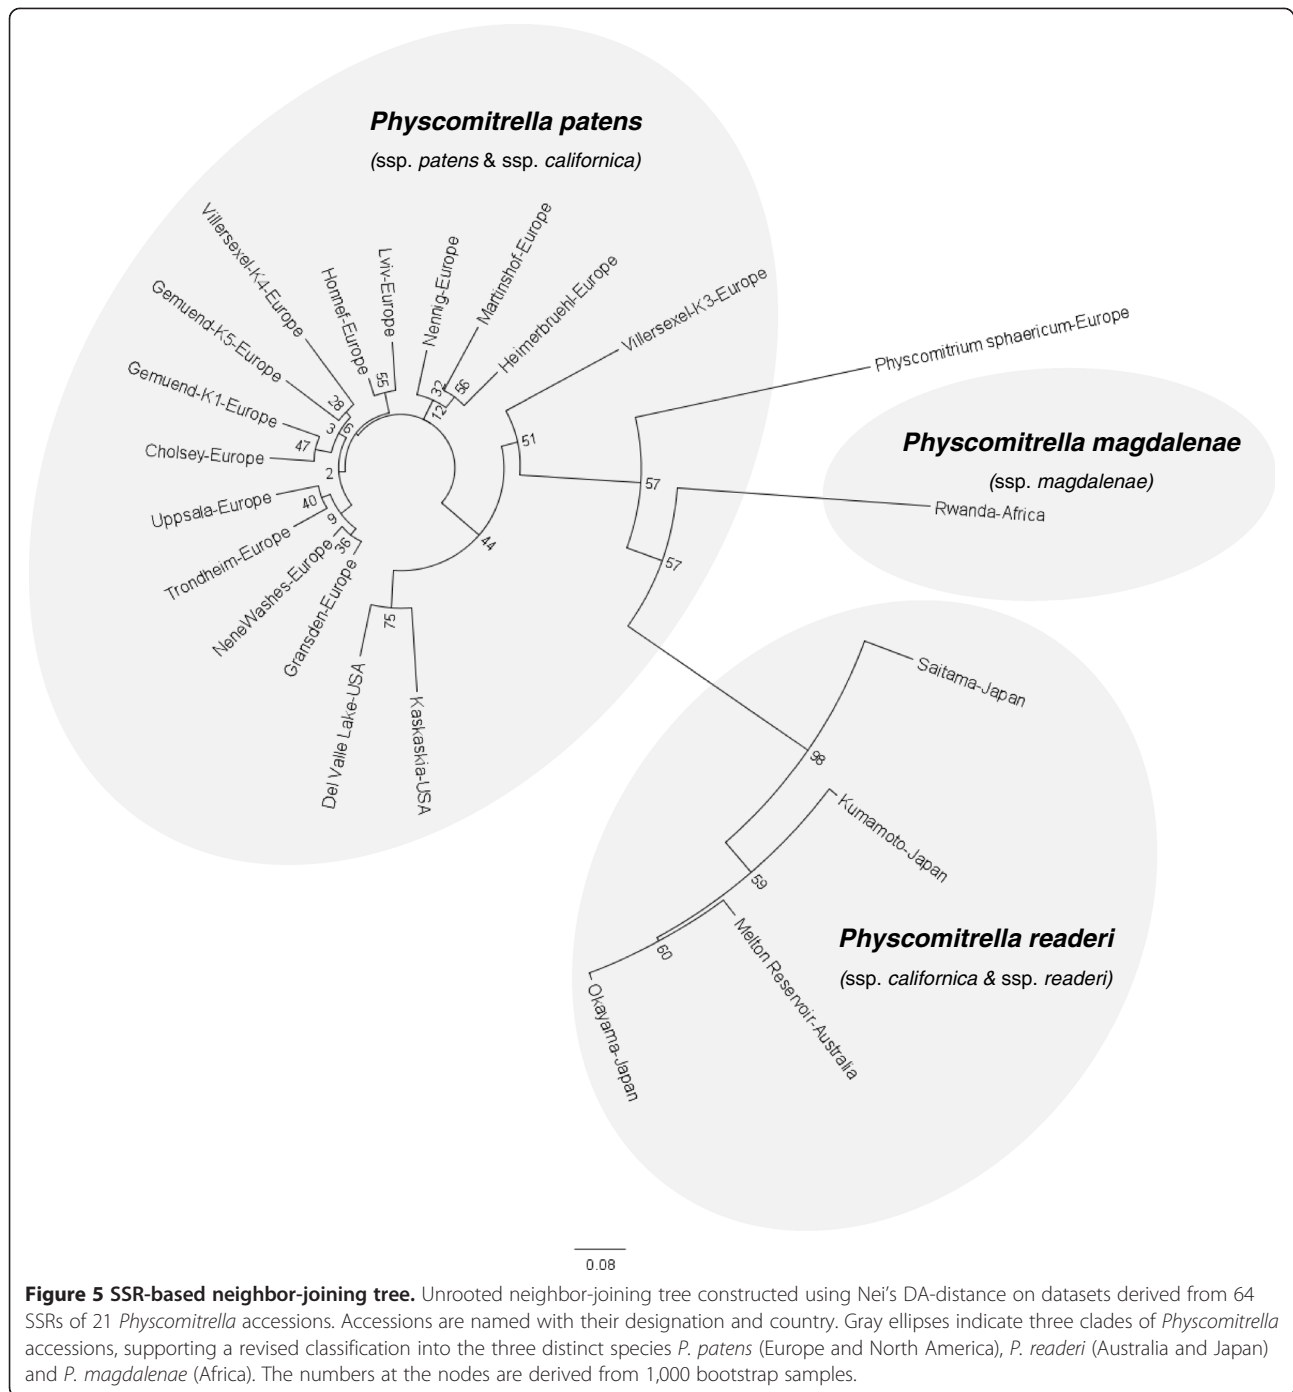 Physcomitrella patens
(ssp. patens & ssp. californica)
Villersexel-K4-Europe
Gemuend-K5-Europe
Gemuend-K1-Europe
Cholsey-Europe
Uppsala-Europe
Trondheim-Europe
NeneWashes-Europe
Gransden-Europe
Del Valle Lake-USA
Kaskaskia-USA
Honnef-Europe
Lviv-Europe
Nennig-Europe
Martinshof-Europe
Heimerbruehl-Europe
Villersexel-K3-Europe
28
3
6
47
2
40
9
36
55
32
12
56
75
44
51
57
57
Physcomitrium sphaericum-Europe
Physcomitrella magdalenae
(ssp. magdalenae)
Rwanda-Africa
Saitama-Japan
98
Kumamoto-Japan
59
Melton Reservoir-Australia
60
Okayama-Japan
Physcomitrella readeri
(ssp. californica & ssp. readeri)
0.08
Figure 5 SSR-based neighbor-joining tree. Unrooted neighbor-joining tree constructed using Nei's DA-distance on datasets derived from 64
SSRs of 21 Physcomitrella accessions. Accessions are named with their designation and country. Gray ellipses indicate three clades of Physcomitrella
accessions, supporting a revised classification into the three distinct species P. patens (Europe and North America), P. readeri (Australia and Japan)
and P. magdalenae (Africa). The numbers at the nodes are derived from 1,000 bootstrap samples.